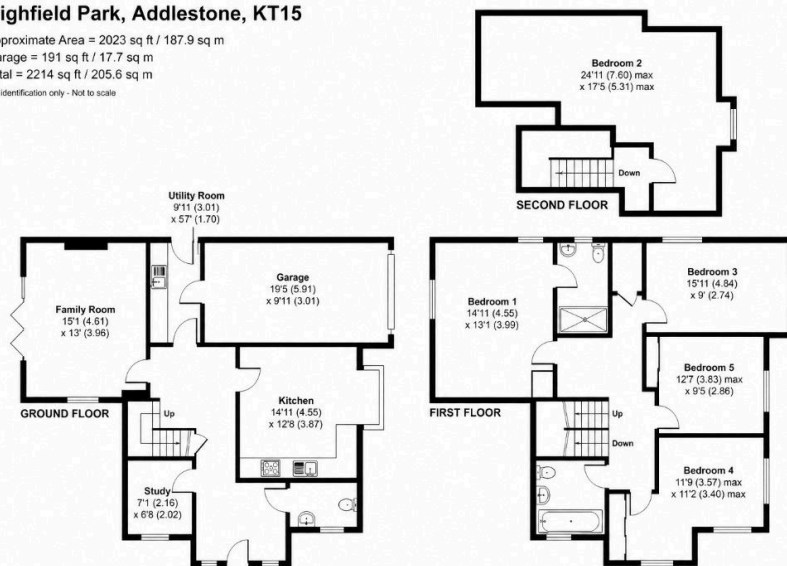 ighfield Park, Addlestone, KT15
proximate Area = 2023 sq ft / 187.9 sq m
arage = 191 sq ft / 17.7 sq m
tal = 2214 sq ft / 205.6 sq m
identification only - Not to scale
Bedroom 2
24'11 (7.60) max
x 17'5 (5.31) max
Down
SECOND FLOOR
Utility Room
9'11 (3.01)
x 57' (1.70)
Garage
19'5 (5.91)
x 9'11 (3.01)
Family Room
15'1 (4.61)
x 13' (3.96)
Kitchen
14'11 (4.55)
x 12'8 (3.87)
GROUND FLOOR
Up
Study
7'1 (2.16)
x 6'8 (2.02)
Bedroom 1
14'11 (4.55)
x 13'1 (3.99)
Bedroom 3
15'11 (4.84)
x 9' (2.74)
Bedroom 5
12'7 (3.83) max
x 9'5 (2.86)
FIRST FLOOR
Up
Down
Bedroom 4
11'9 (3.57) max
x 11'2 (3.40) max